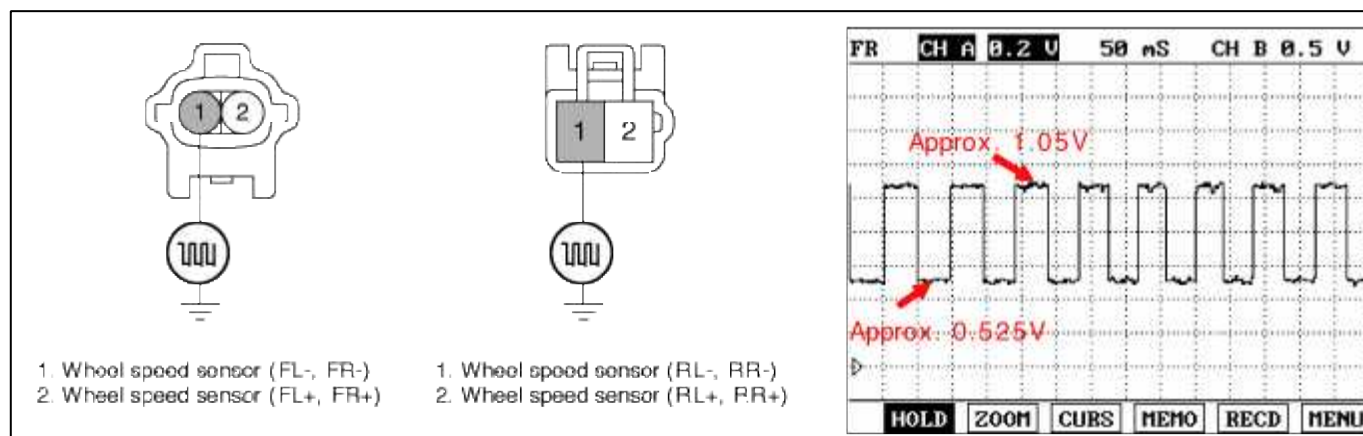 1 2
1 2
1. Wheel speed sensor (FL-, FR-)
2. Wheel speed sensor (FL+, FR+)
1. Wheel speed sensor (RL-, RR-)
2. Wheel speed sensor (RL+, RR+)
FR CH A 0.2 V 50 mS CH B 0.5 V
Approx. 1.05V
Approx. 0.525V
HOLD ZOOM CURS MEMO RECD MENU